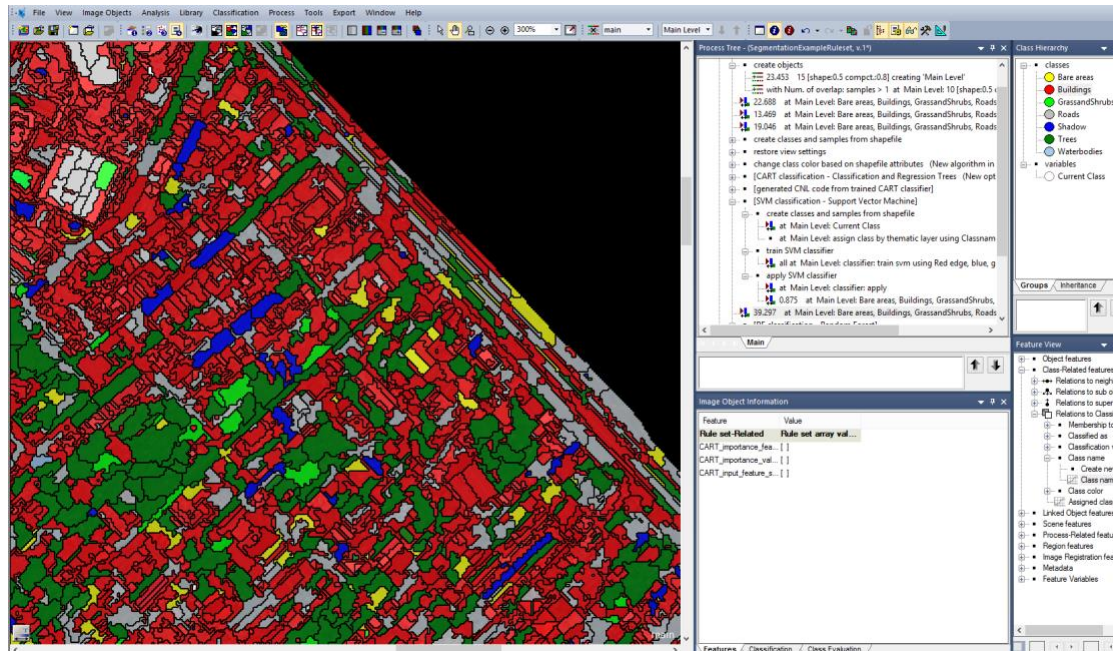 File View Image Objects Analysis Library Classification Process Tools Export Window Help
300% main Main Level
Process Tree - (SegmentationExampleRuleset, v.1*)
create objects
23.453 15 [shape:0.5 compct.:0.8] creating 'Main Level'
with Num. of overlap: samples > 1 at Main Level: 10 [shape:0.5 c
22.688 at Main Level: Bare areas, Buildings, GrassandShrubs, Roads
13.469 at Main Level: Bare areas, Buildings, GrassandShrubs, Roads
19.046 at Main Level: Bare areas, Buildings, GrassandShrubs, Roads
create classes and samples from shapefile
restore view settings
change class color based on shapefile attributes (New algorithm in
[CART classification - Classification and Regression Trees (New opt
[generated CNL code from trained CART classifier]
[SVM classification - Support Vector Machine]
create classes and samples from shapefile
at Main Level: Current Class
at Main Level: assign class by thematic layer using Classnam
train SVM classifier
all at Main Level: classifier: train svm using Red edge, blue, g
apply SVM classifier
at Main Level: classifier: apply
0.875 at Main Level: Bare areas, Buildings, GrassandShrubs,
39.297 at Main Level: Bare areas, Buildings, GrassandShrubs, Roads
Main
Image Object Information
Feature Value
Rule set-Related Rule set array val...
CART_importance_fea... [ ]
CART_importance_val... [ ]
CART_input_feature_s... [ ]
Features Classification Class Evaluation
Class Hierarchy
classes
Bare areas
Buildings
GrassandShrubs
Roads
Shadow
Trees
Waterbodies
variables
Current Class
Groups Inheritance
Feature View
Object features
Class-Related features
Relations to neigh
Relations to sub o
Relations to super
Relations to Classi
Membership to
Classified as
Classification v
Class name
Create new
Class nam
Class color
Assigned clas
Linked Object features
Scene features
Process-Related featu
Region features
Image Registration fea
Metadata
Feature Variables
main